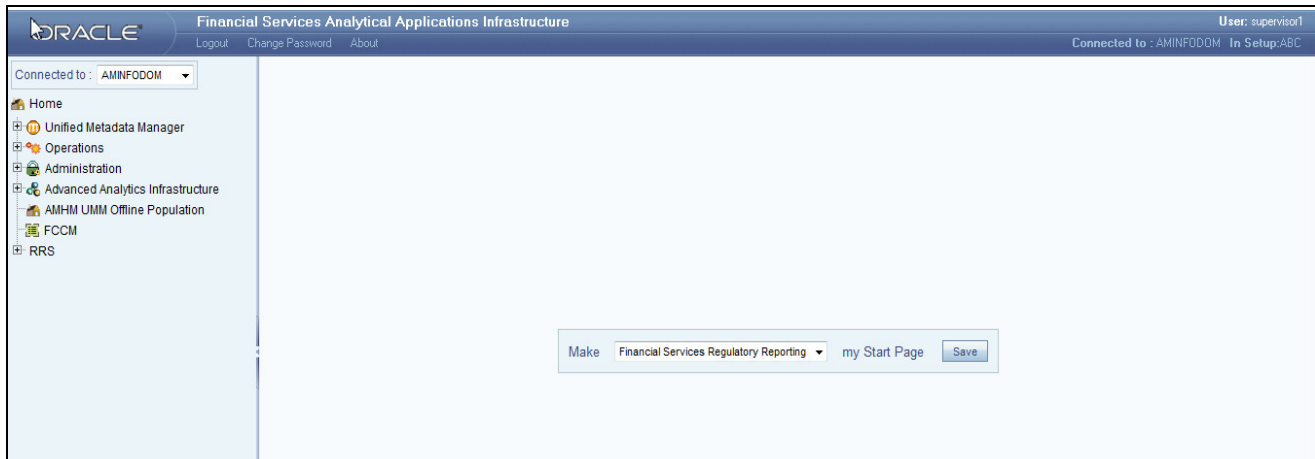 ORACLE
Financial Services Analytical Applications Infrastructure
User: supervisor1
Logout Change Password About
Connected to : AMINFODOM In Setup:ABC
Connected to : AMINFODOM
Home
Unified Metadata Manager
Operations
Administration
Advanced Analytics Infrastructure
AMHM UMM Offline Population
FCCM
RRS
Make Financial Services Regulatory Reporting my Start Page Save